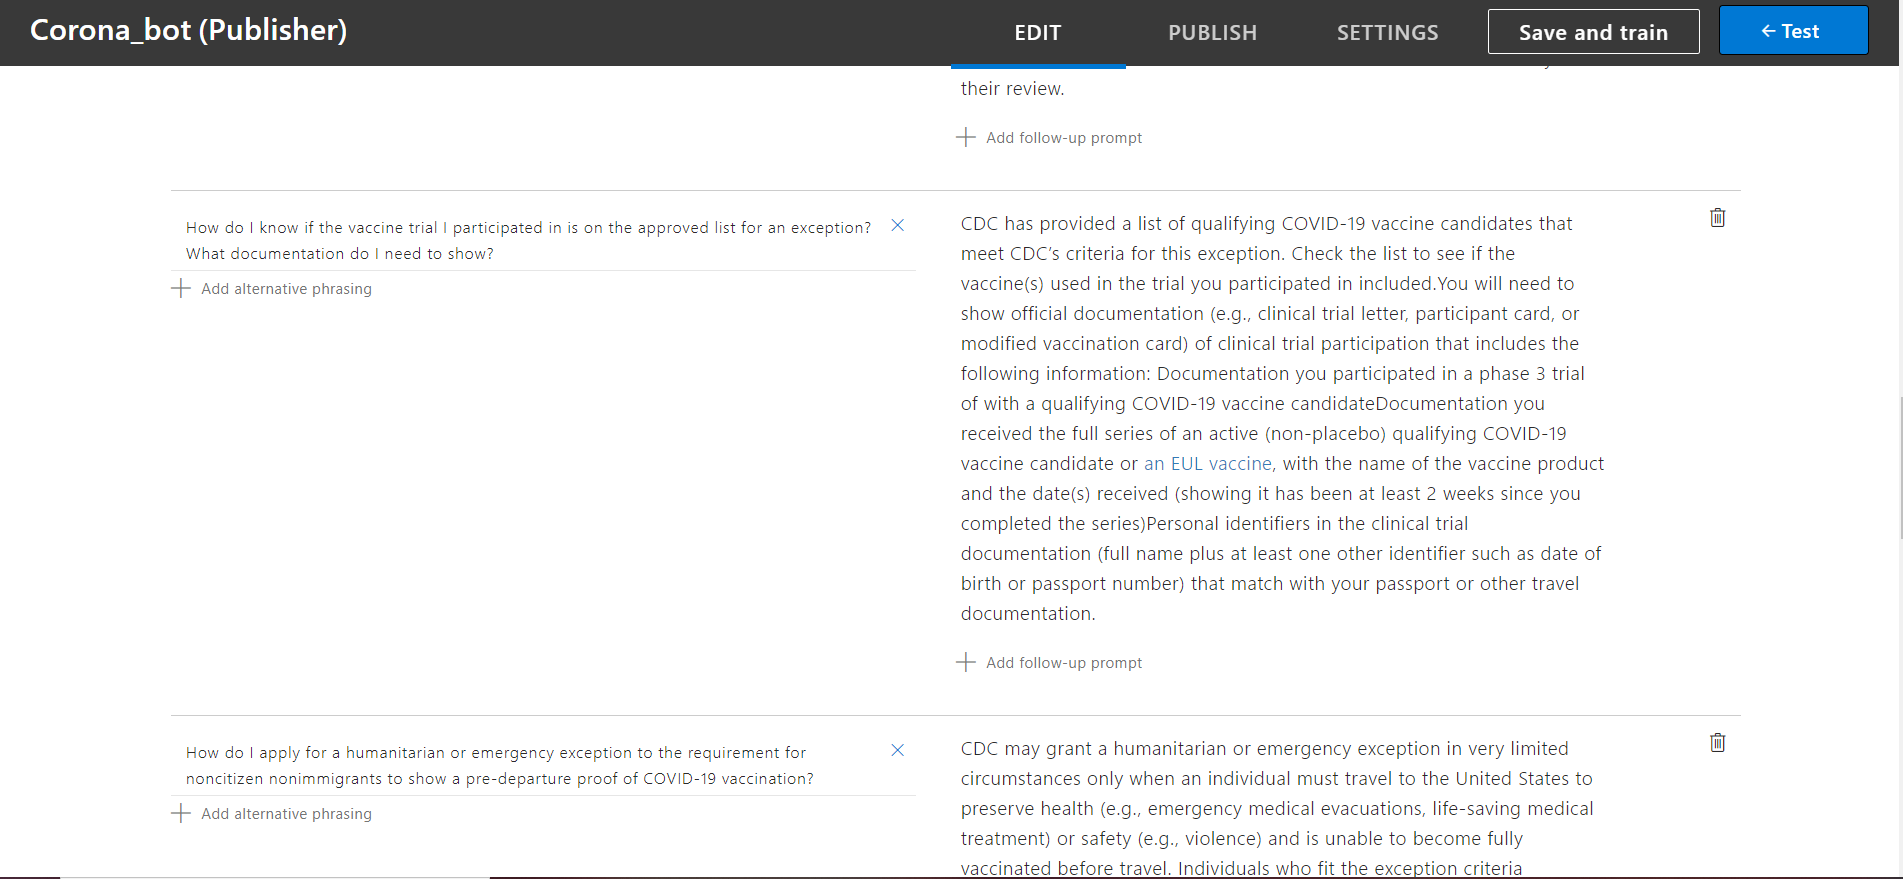 Corona_bot (Publisher)
EDIT
PUBLISH
SETTINGS
Save and train
← Test
their review.
Add follow-up prompt
How do I know if the vaccine trial I participated in is on the approved list for an exception?
What documentation do I need to show?
Add alternative phrasing
CDC has provided a list of qualifying COVID-19 vaccine candidates that
meet CDC’s criteria for this exception. Check the list to see if the
vaccine(s) used in the trial you participated in included.You will need to
show official documentation (e.g., clinical trial letter, participant card, or
modified vaccination card) of clinical trial participation that includes the
following information: Documentation you participated in a phase 3 trial
of with a qualifying COVID-19 vaccine candidateDocumentation you
received the full series of an active (non-placebo) qualifying COVID-19
vaccine candidate or an EUL vaccine, with the name of the vaccine product
and the date(s) received (showing it has been at least 2 weeks since you
completed the series)Personal identifiers in the clinical trial
documentation (full name plus at least one other identifier such as date of
birth or passport number) that match with your passport or other travel
documentation.
Add follow-up prompt
How do I apply for a humanitarian or emergency exception to the requirement for
noncitizen nonimmigrants to show a pre-departure proof of COVID-19 vaccination?
Add alternative phrasing
CDC may grant a humanitarian or emergency exception in very limited
circumstances only when an individual must travel to the United States to
preserve health (e.g., emergency medical evacuations, life-saving medical
treatment) or safety (e.g., violence) and is unable to become fully
vaccinated before travel. Individuals who fit the exception criteria